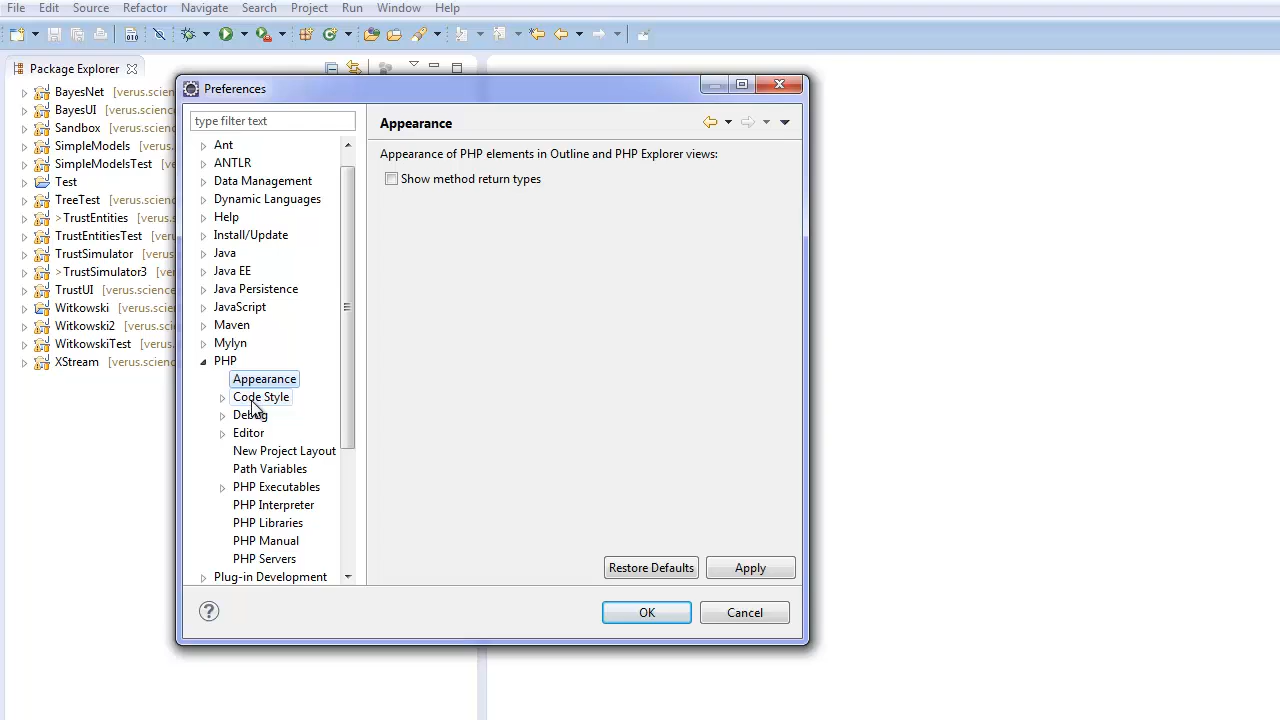 File Edit Source Refactor Navigate Search Project Run Window Help
Package Explorer
BayesNet [verus.scien
BayesUI [verus.science
Sandbox [verus.scienc
SimpleModels [verus.
SimpleModelsTest [ve
Test
TreeTest [verus.scienc
>TrustEntities [verus.s
TrustEntitiesTest [veru
TrustSimulator [verus.
>TrustSimulator3 [ver
TrustUI [verus.science
Witkowski [verus.scie
Witkowski2 [verus.sci
WitkowskiTest [verus.
XStream [verus.scienc
Preferences
type filter text
Ant
ANTLR
Data Management
Dynamic Languages
Help
Install/Update
Java
Java EE
Java Persistence
JavaScript
Maven
Mylyn
PHP
Appearance
Code Style
Debug
Editor
New Project Layout
Path Variables
PHP Executables
PHP Interpreter
PHP Libraries
PHP Manual
PHP Servers
Plug-in Development
Appearance
Appearance of PHP elements in Outline and PHP Explorer views:
Show method return types
Restore Defaults Apply
OK Cancel